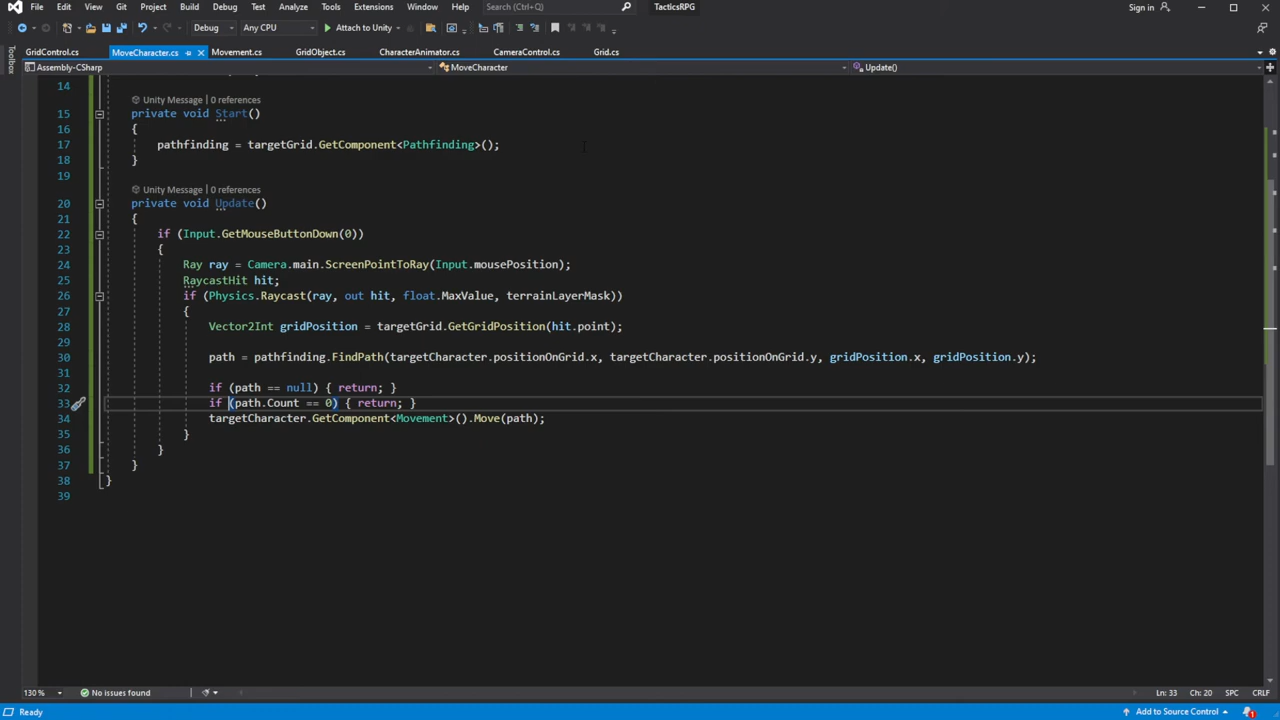 File Edit View Git Project Build Debug Test Analyze Tools Extensions Window Help Search (Ctrl+Q) TacticsRPG Sign in
Debug Any CPU Attach to Unity
GridControl.cs MoveCharacter.cs Movement.cs GridObject.cs CharacterAnimator.cs CameraControl.cs Grid.cs
Toolbox
Assembly-CSharp MoveCharacter Update()
14
Unity Message | 0 references
15 private void Start()
16 {
17 pathfinding = targetGrid.GetComponent<Pathfinding>();
18 }
19
Unity Message | 0 references
20 private void Update()
21 {
22 if (Input.GetMouseButtonDown(0))
23 {
24 Ray ray = Camera.main.ScreenPointToRay(Input.mousePosition);
25 RaycastHit hit;
26 if (Physics.Raycast(ray, out hit, float.MaxValue, terrainLayerMask))
27 {
28 Vector2Int gridPosition = targetGrid.GetGridPosition(hit.point);
29
30 path = pathfinding.FindPath(targetCharacter.positionOnGrid.x, targetCharacter.positionOnGrid.y, gridPosition.x, gridPosition.y);
31
32 if (path == null) { return; }
33 if (path.Count == 0) { return; }
34 targetCharacter.GetComponent<Movement>().Move(path);
35 }
36 }
37 }
38 }
39
130 % No issues found Ln: 33 Ch: 20 SPC CRLF
Ready Add to Source Control 1